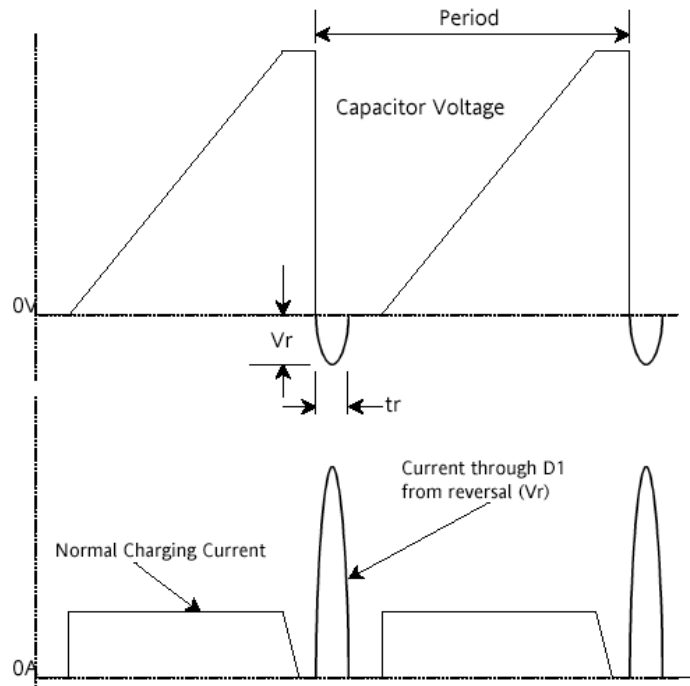 Period
Capacitor Voltage
0V
Vr
tr
Current through D1
from reversal (Vr)
Normal Charging Current
0A